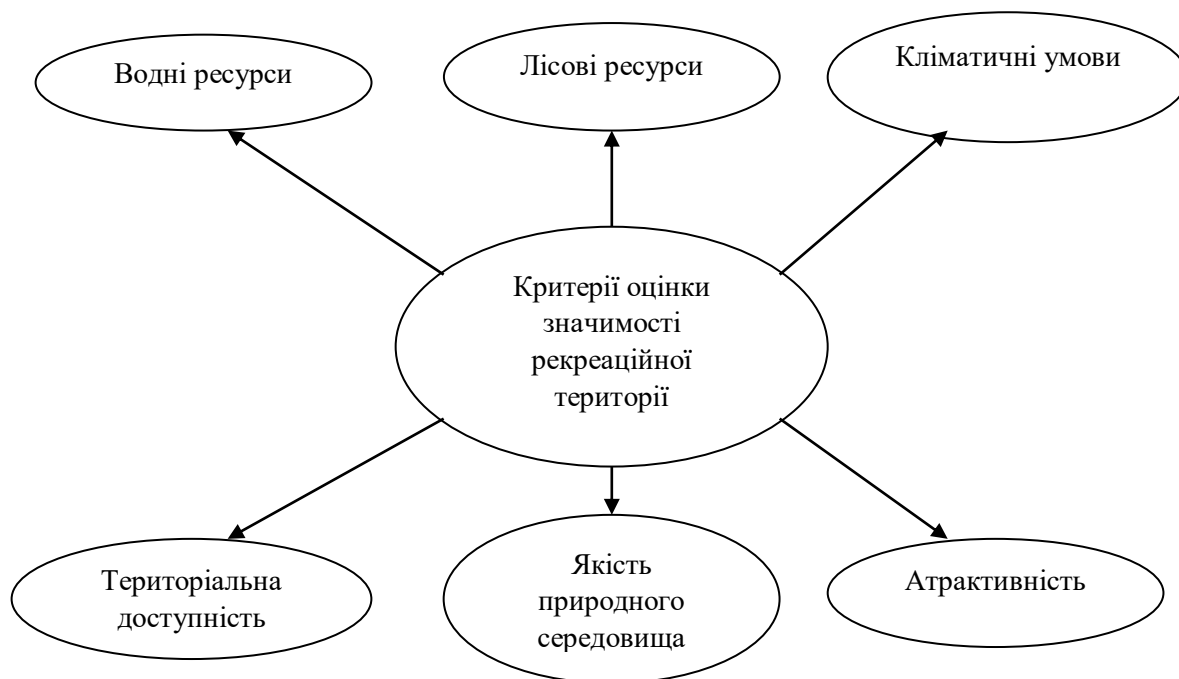 Водні ресурси
Лісові ресурси
Кліматичні умови
Критерії оцінки
значимості
рекреаційної
території
Територіальна
доступність
Якість
природного
середовища
Атрактивність